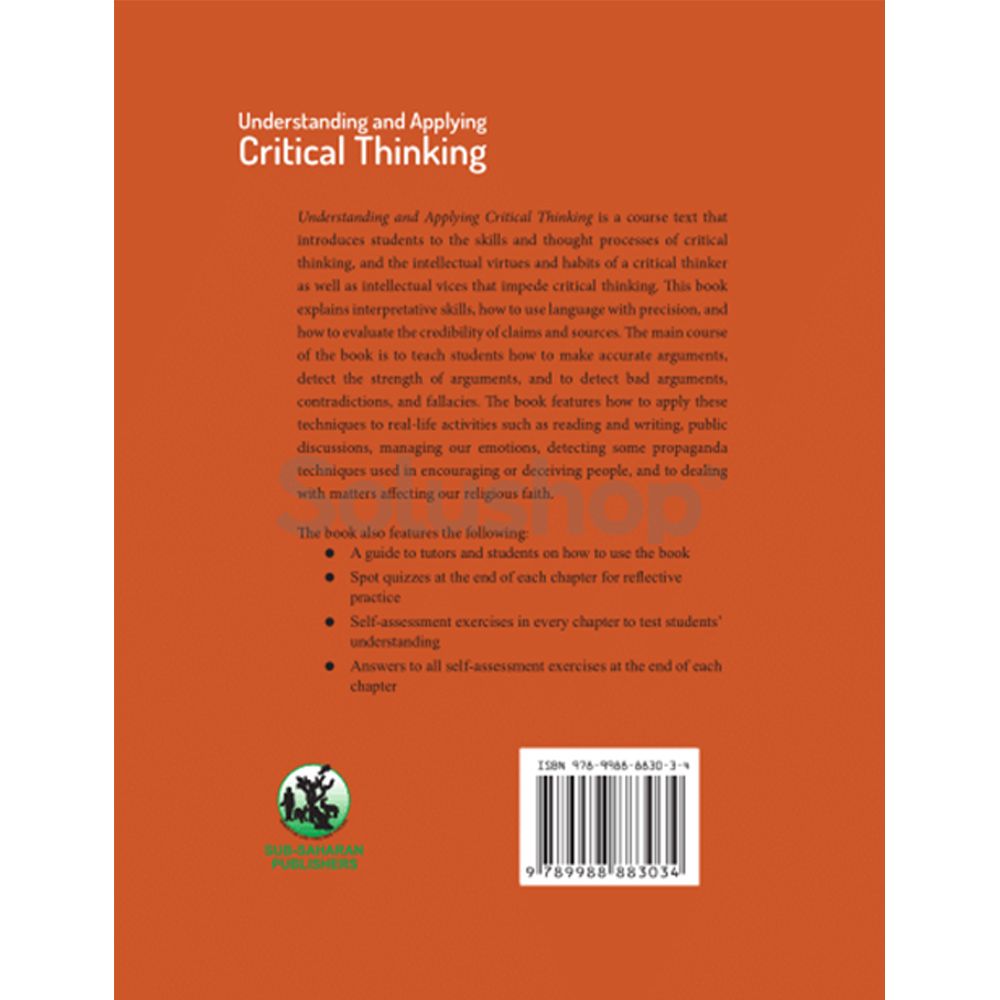 Understanding and Applying
Critical Thinking
Understanding and Applying Critical Thinking is a course text that
introduces students to the skills and thought processes of critical
thinking, and the intellectual virtues and habits of a critical thinker
as well as intellectual vices that impede critical thinking. This book
explains interpretative skills, how to use language with precision, and
how to evaluate the credibility of claims and sources. The main course
of the book is to teach students how to make accurate arguments,
detect the strength of arguments, and to detect bad arguments,
contradictions, and fallacies. The book features how to apply these
techniques to real-life activities such as reading and writing, public
discussions, managing our emotions, detecting some propaganda
techniques used in encouraging or deceiving people, and to dealing
with matters affecting our religious faith.
Solushop
The book also features the following:
● A guide to tutors and students on how to use the book
● Spot quizzes at the end of each chapter for reflective
practice
● Self-assessment exercises in every chapter to test students'
understanding
● Answers to all self-assessment exercises at the end of each
chapter
ISBN 978-9988-8830-3-4
9 789988 883034
SUB-SAHARAN
PUBLISHERS